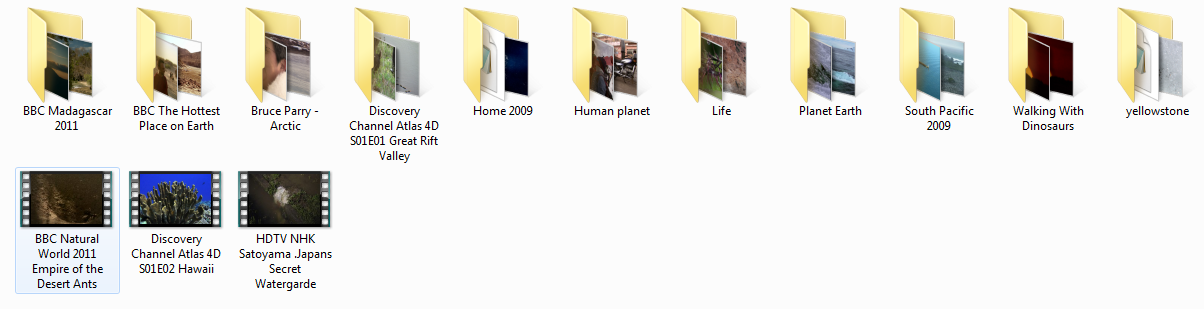 BBC Madagascar
2011
BBC The Hottest
Place on Earth
Bruce Parry -
Arctic
Discovery
Channel Atlas 4D
S01E01 Great Rift
Valley
Home 2009
Human planet
Life
Planet Earth
South Pacific
2009
Walking With
Dinosaurs
yellowstone
BBC Natural
World 2011
Empire of the
Desert Ants
Discovery
Channel Atlas 4D
S01E02 Hawaii
HDTV NHK
Satoyama Japans
Secret
Watergarde